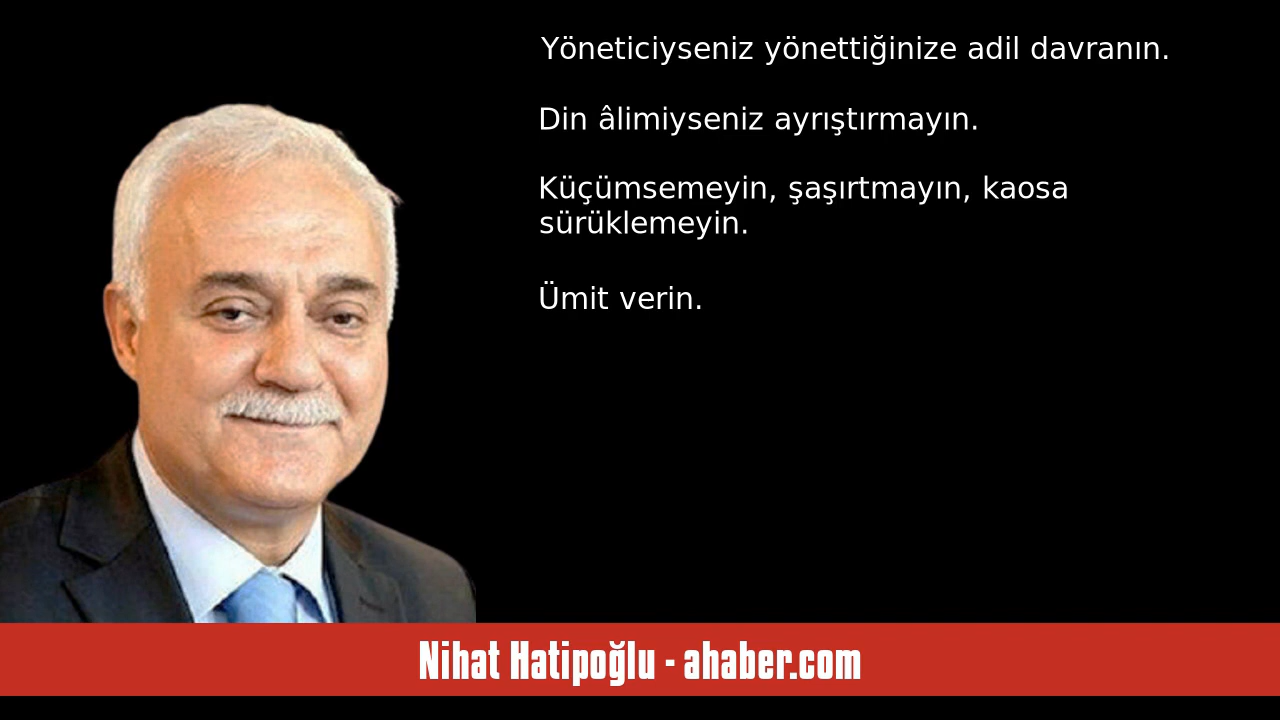 Yöneticiyseniz yönettiğinize adil davranın.
Din âlimiyseniz ayrıştırmayın.
Küçümsemeyin, şaşırtmayın, kaosa
sürüklemeyin.
Ümit verin.
Nihat Hatipoğlu - ahaber.com